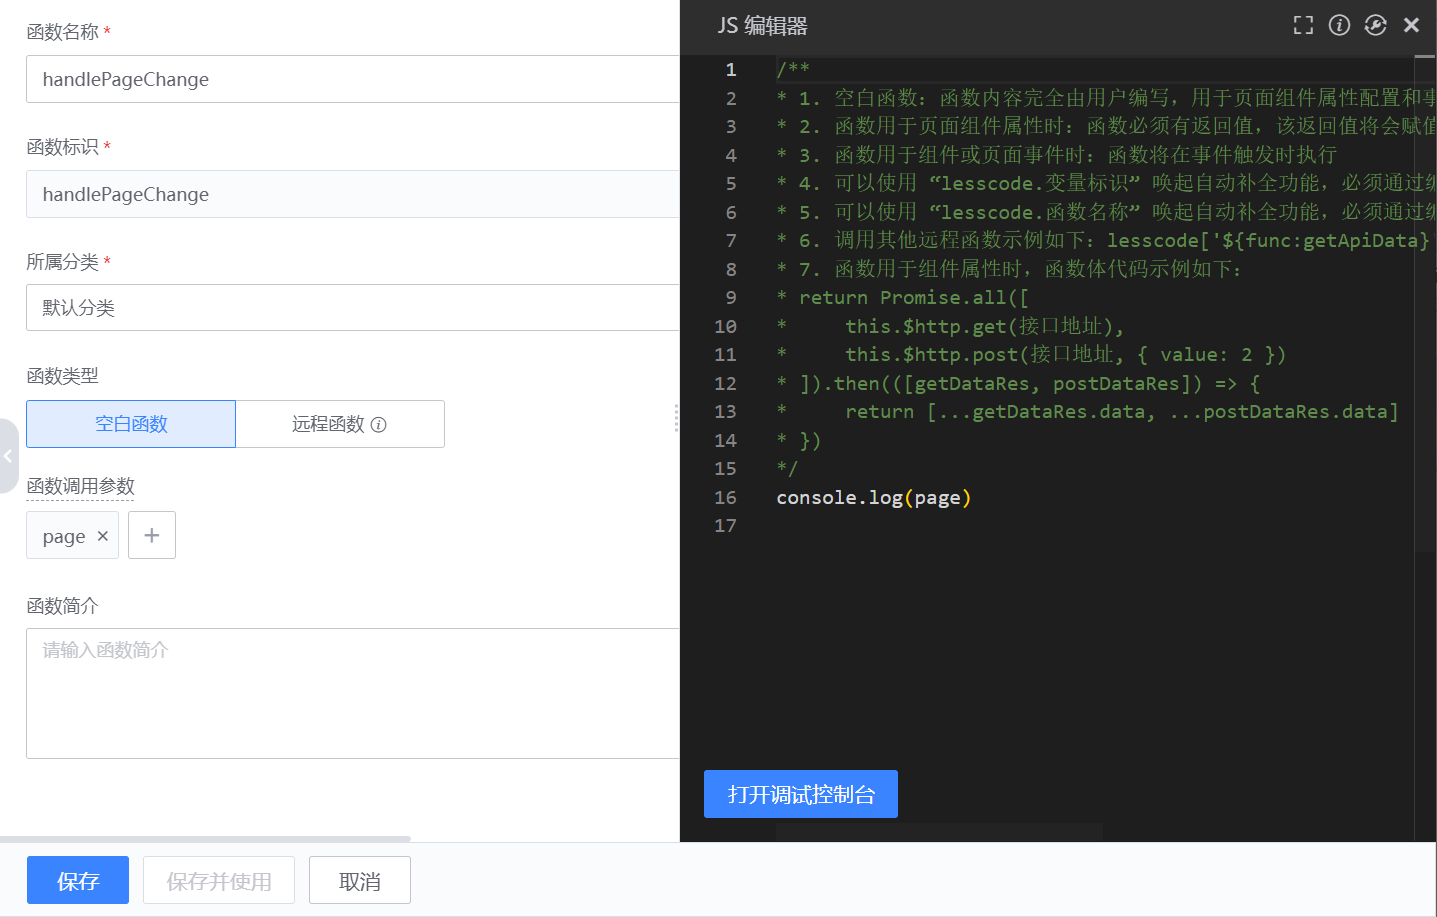 函数名称 *
handlePageChange
函数标识 *
handlePageChange
所属分类 *
默认分类
函数类型
空白函数
远程函数
函数调用参数
page ×
+
函数简介
请输入函数简介
保存
保存并使用
取消
JS 编辑器
1 /**
2 * 1. 空白函数：函数内容完全由用户编写，用于页面组件属性配置和事
3 * 2. 函数用于页面组件属性时：函数必须有返回值，该返回值将会赋值
4 * 3. 函数用于组件或页面事件时：函数将在事件触发时执行
5 * 4. 可以使用 “lesscode.变量标识” 唤起自动补全功能，必须通过编
6 * 5. 可以使用 “lesscode.函数名称” 唤起自动补全功能，必须通过编
7 * 6. 调用其他远程函数示例如下：lesscode['${func:getApiData}
8 * 7. 函数用于组件属性时，函数体代码示例如下：
9 * return Promise.all([
10 *     this.$http.get(接口地址),
11 *     this.$http.post(接口地址, { value: 2 })
12 * ]).then(([getDataRes, postDataRes]) => {
13 *     return [...getDataRes.data, ...postDataRes.data]
14 * })
15 */
16 console.log(page)
17
打开调试控制台